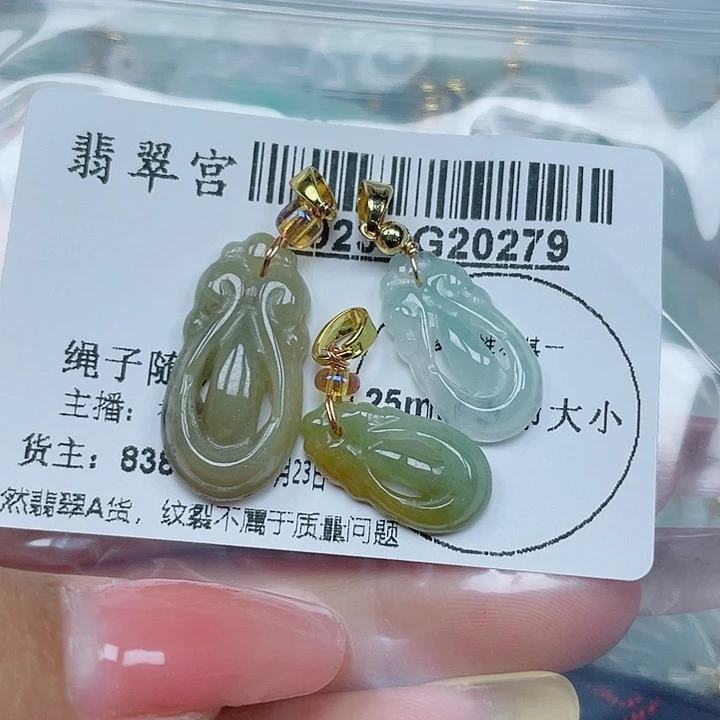 翡翠宫
G20279
绳子随
主播：
25m 大小
货主：838 月23日
然翡翠A货，纹裂不属于质量问题